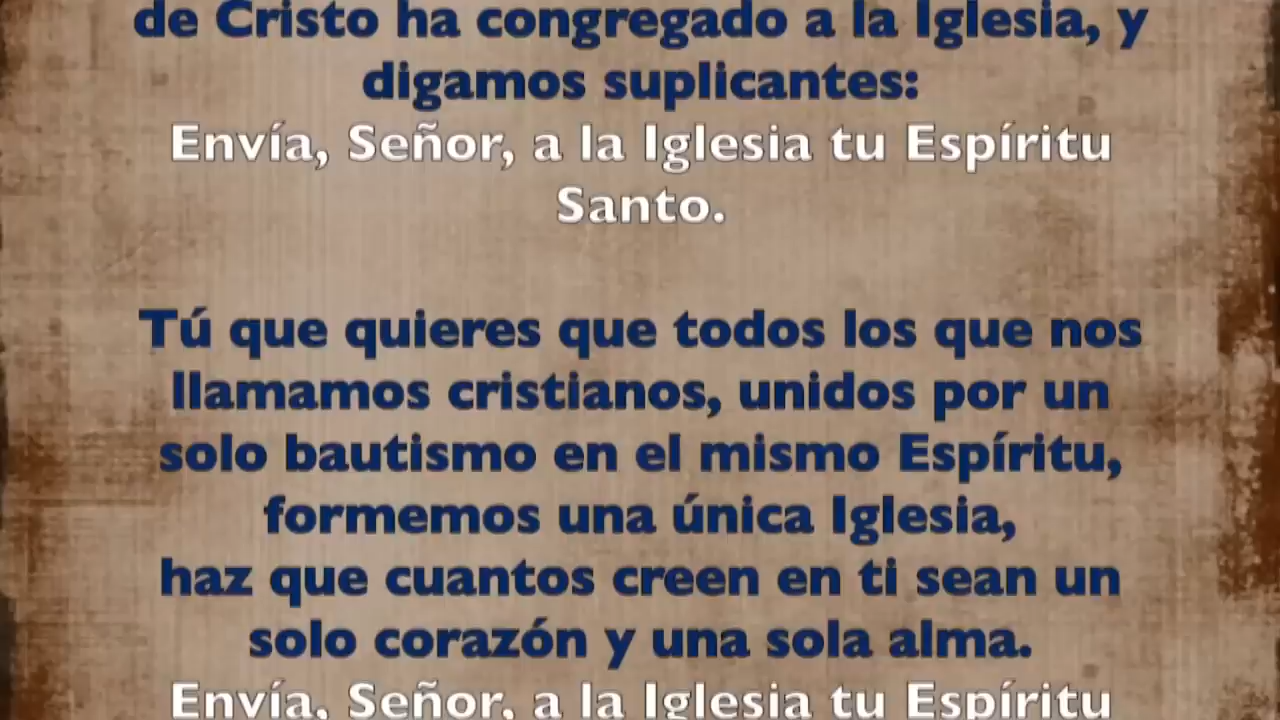 de Cristo ha congregado a la Iglesia, y
digamos suplicantes:
Envía, Señor, a la Iglesia tu Espíritu
Santo.
Tú que quieres que todos los que nos
llamamos cristianos, unidos por un
solo bautismo en el mismo Espíritu,
formemos una única Iglesia,
haz que cuantos creen en ti sean un
solo corazón y una sola alma.
Envía, Señor, a la Iglesia tu Espíritu